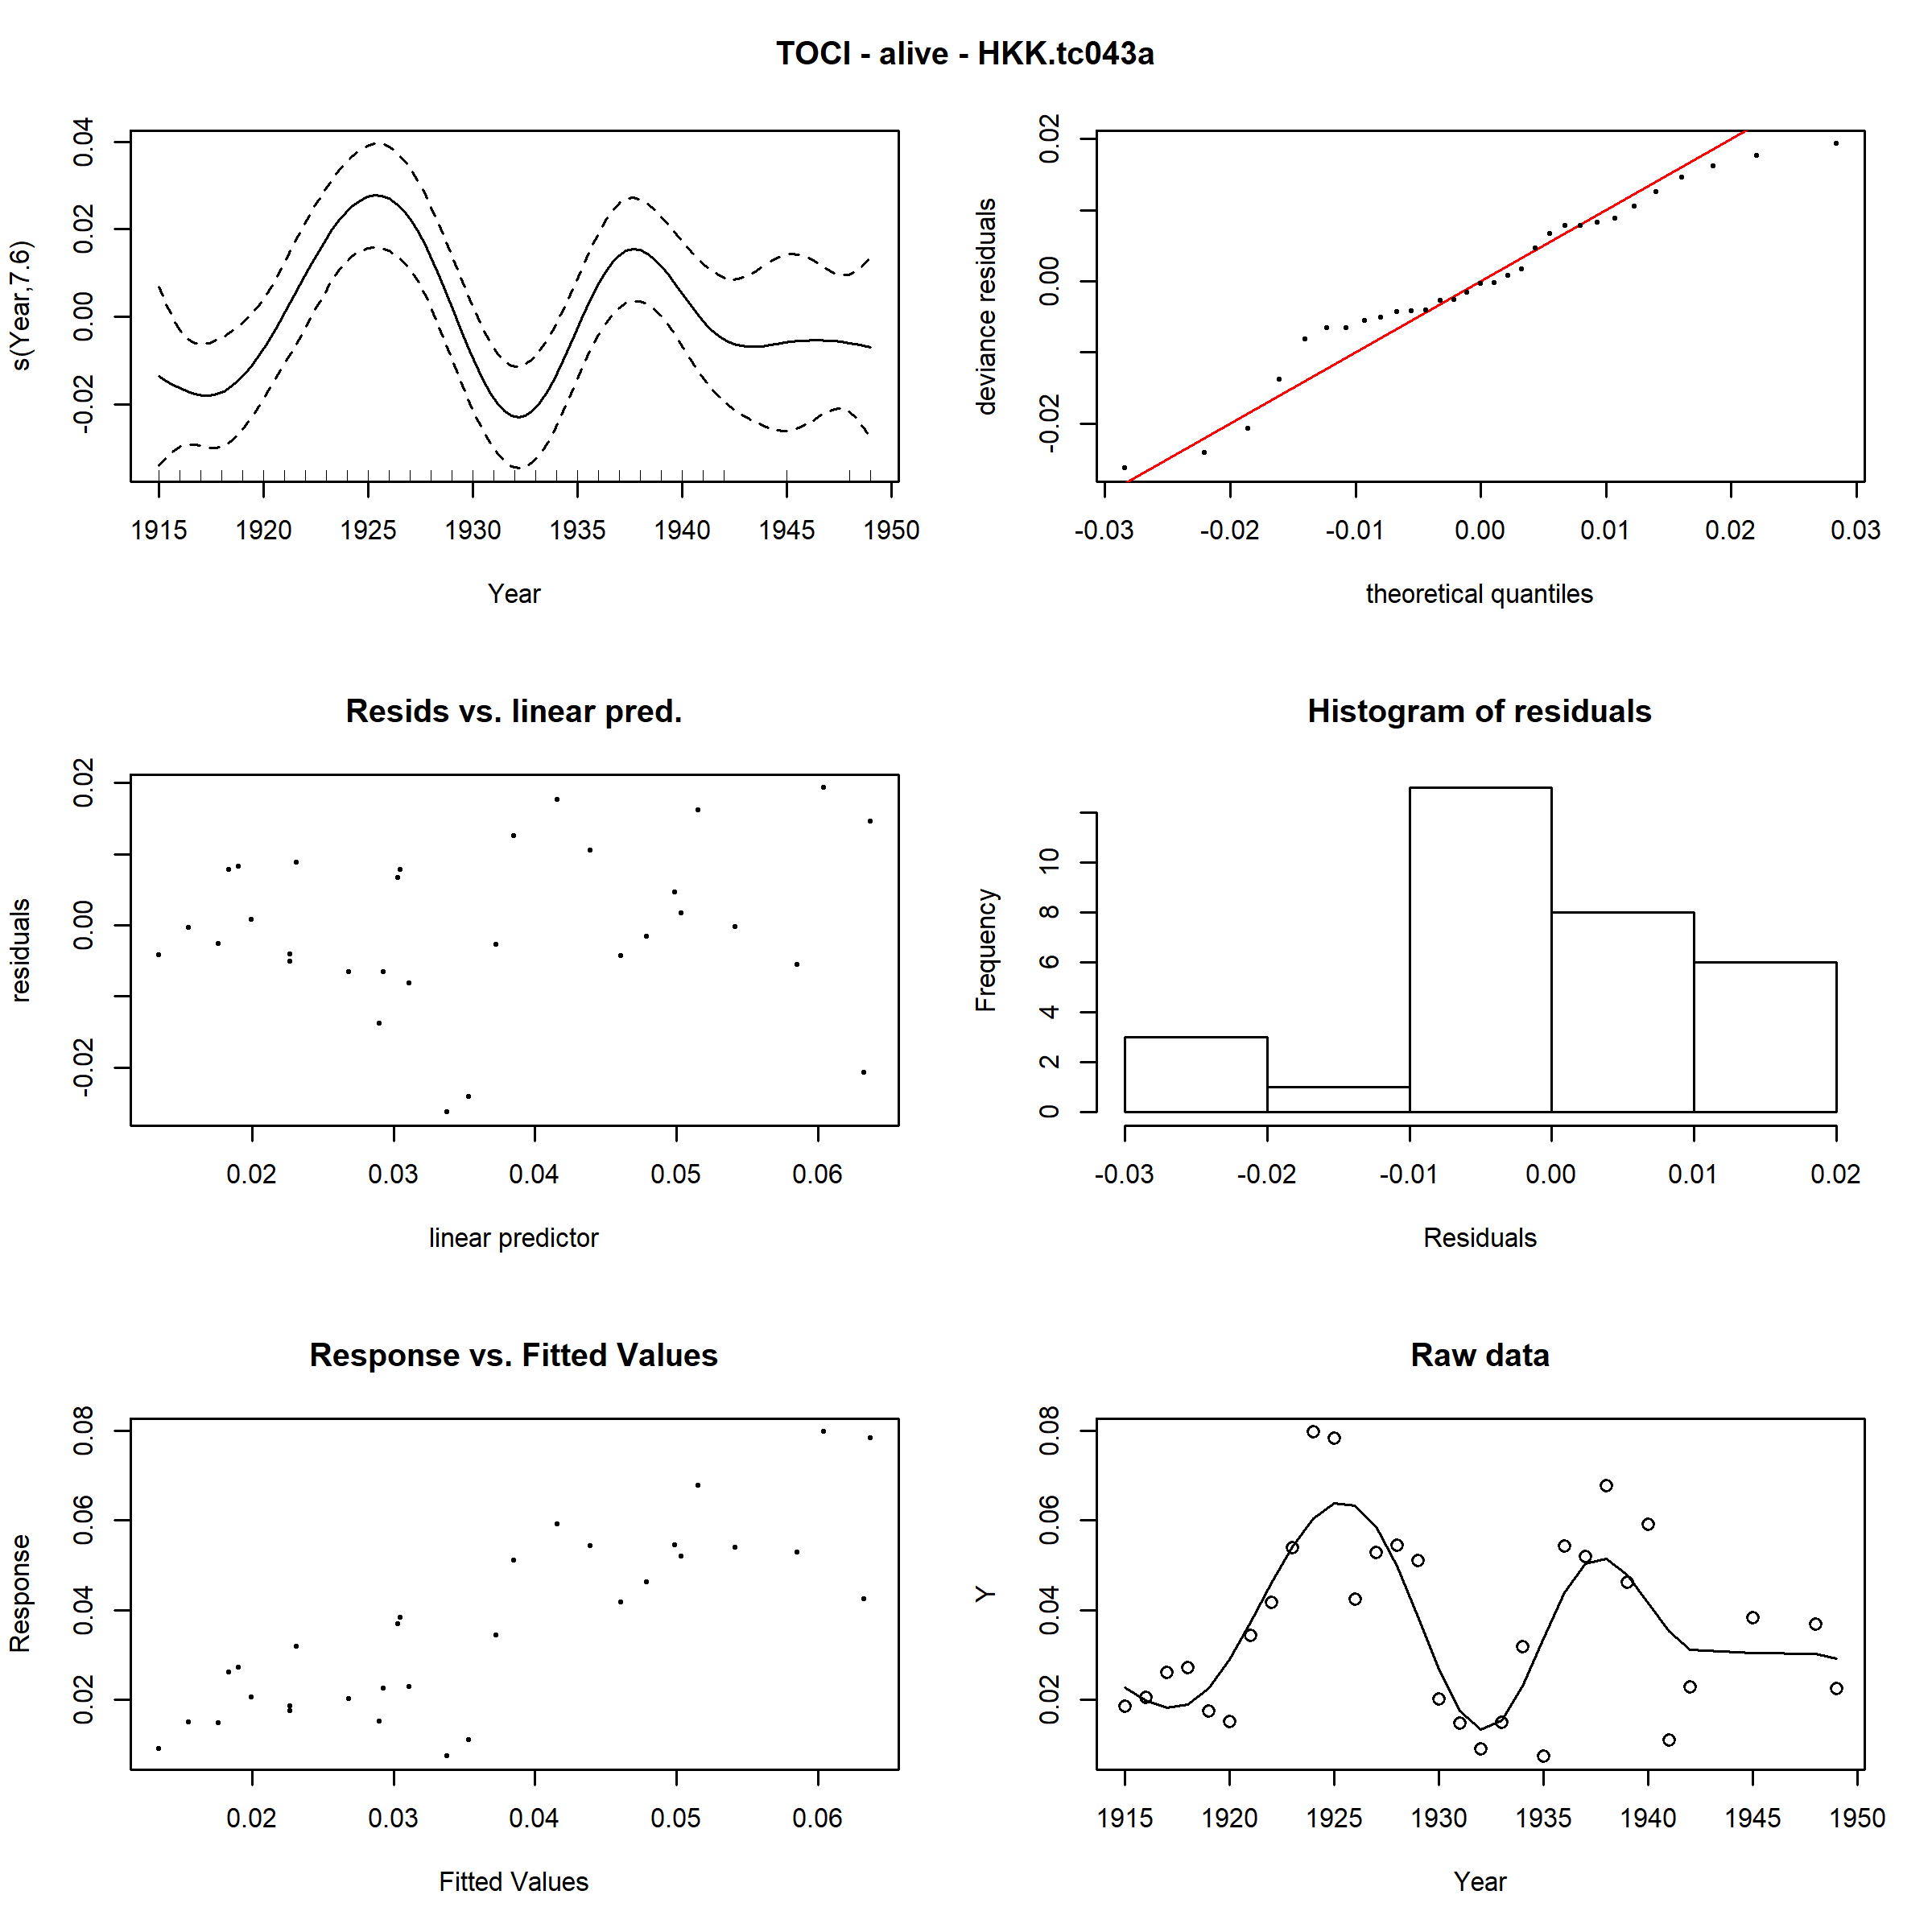 TOCI - alive - HKK.tc043a
s(Year,7.6)
-0.02 0.00 0.02 0.04
1915 1920 1925 1930 1935 1940 1945 1950
Year
deviance residuals
-0.02 0.00 0.02
-0.03 -0.02 -0.01 0.00 0.01 0.02 0.03
theoretical quantiles
Resids vs. linear pred.
residuals
-0.02 0.00 0.02
0.02 0.03 0.04 0.05 0.06
linear predictor
Histogram of residuals
Frequency
0 2 4 6 8 10
-0.03 -0.02 -0.01 0.00 0.01 0.02
Residuals
Response vs. Fitted Values
Response
0.02 0.04 0.06 0.08
0.02 0.03 0.04 0.05 0.06
Fitted Values
Raw data
Y
0.02 0.04 0.06 0.08
1915 1920 1925 1930 1935 1940 1945 1950
Year